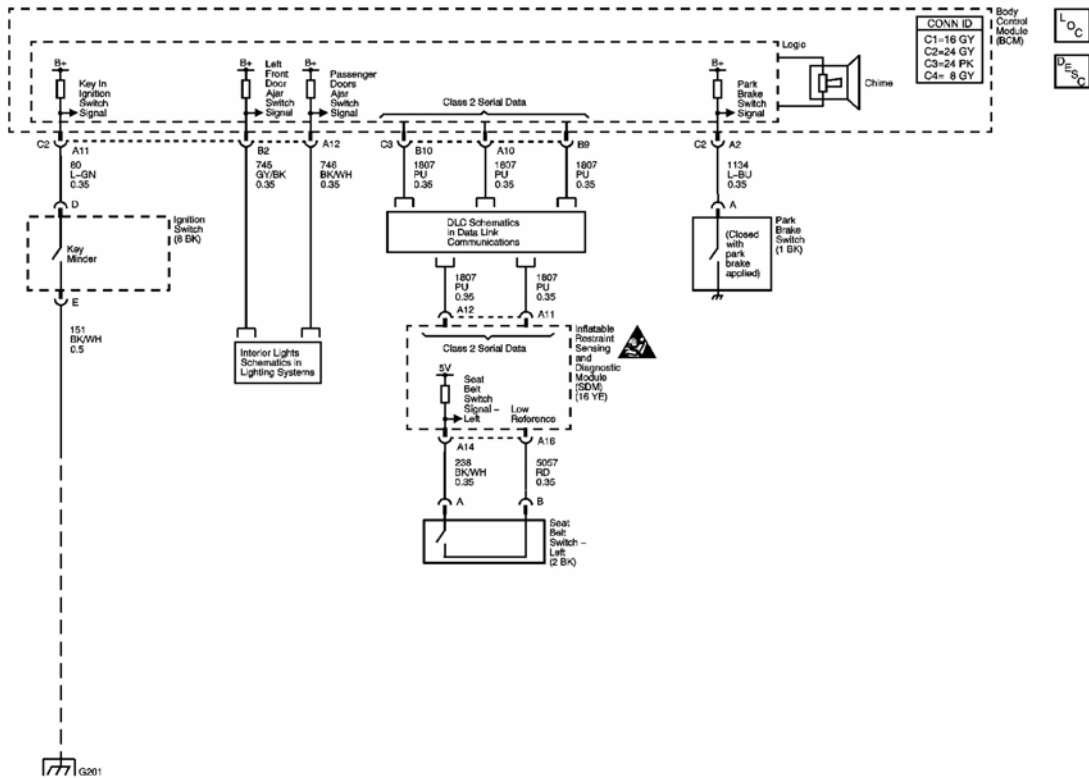 Body
Control
Module
(BCM)
L O C
D E S C
CONN ID
C1=16 GY
C2=24 GY
C3=24 PK
C4= 8 GY
Logic
Chime
B+
Key In
Ignition
Switch
Signal
B+
Left
Front
Door
Ajar
Switch
Signal
B+
Passenger
Doors
Ajar
Switch
Signal
Class 2 Serial Data
B+
Park
Brake
Switch
Signal
C2
A11
B2
A12
C3
B10
A10
B9
C2
A2
80
L-GN
0.35
745
GY/BK
0.35
746
BK/WH
0.35
1807
PU
0.35
1807
PU
0.35
1807
PU
0.35
1134
L-BU
0.35
D
Ignition
Switch
(8 BK)
Key
Minder
E
151
BK/WH
0.5
DLC Schematics
in Data Link
Communications
A
Park
Brake
Switch
(1 BK)
(Closed
with
park
brake
applied)
1807
PU
0.35
1807
PU
0.35
A12
A11
Interior Lights
Schematics in
Lighting Systems
Inflatable
Restraint
Sensing
and
Diagnostic
Module
(SDM)
(16 YE)
Class 2 Serial Data
5V
Seat
Belt
Switch
Signal –
Left
Low
Reference
A14
A16
238
BK/WH
0.35
5057
RD
0.35
A
B
Seat
Belt
Switch –
Left
(2 BK)
G201